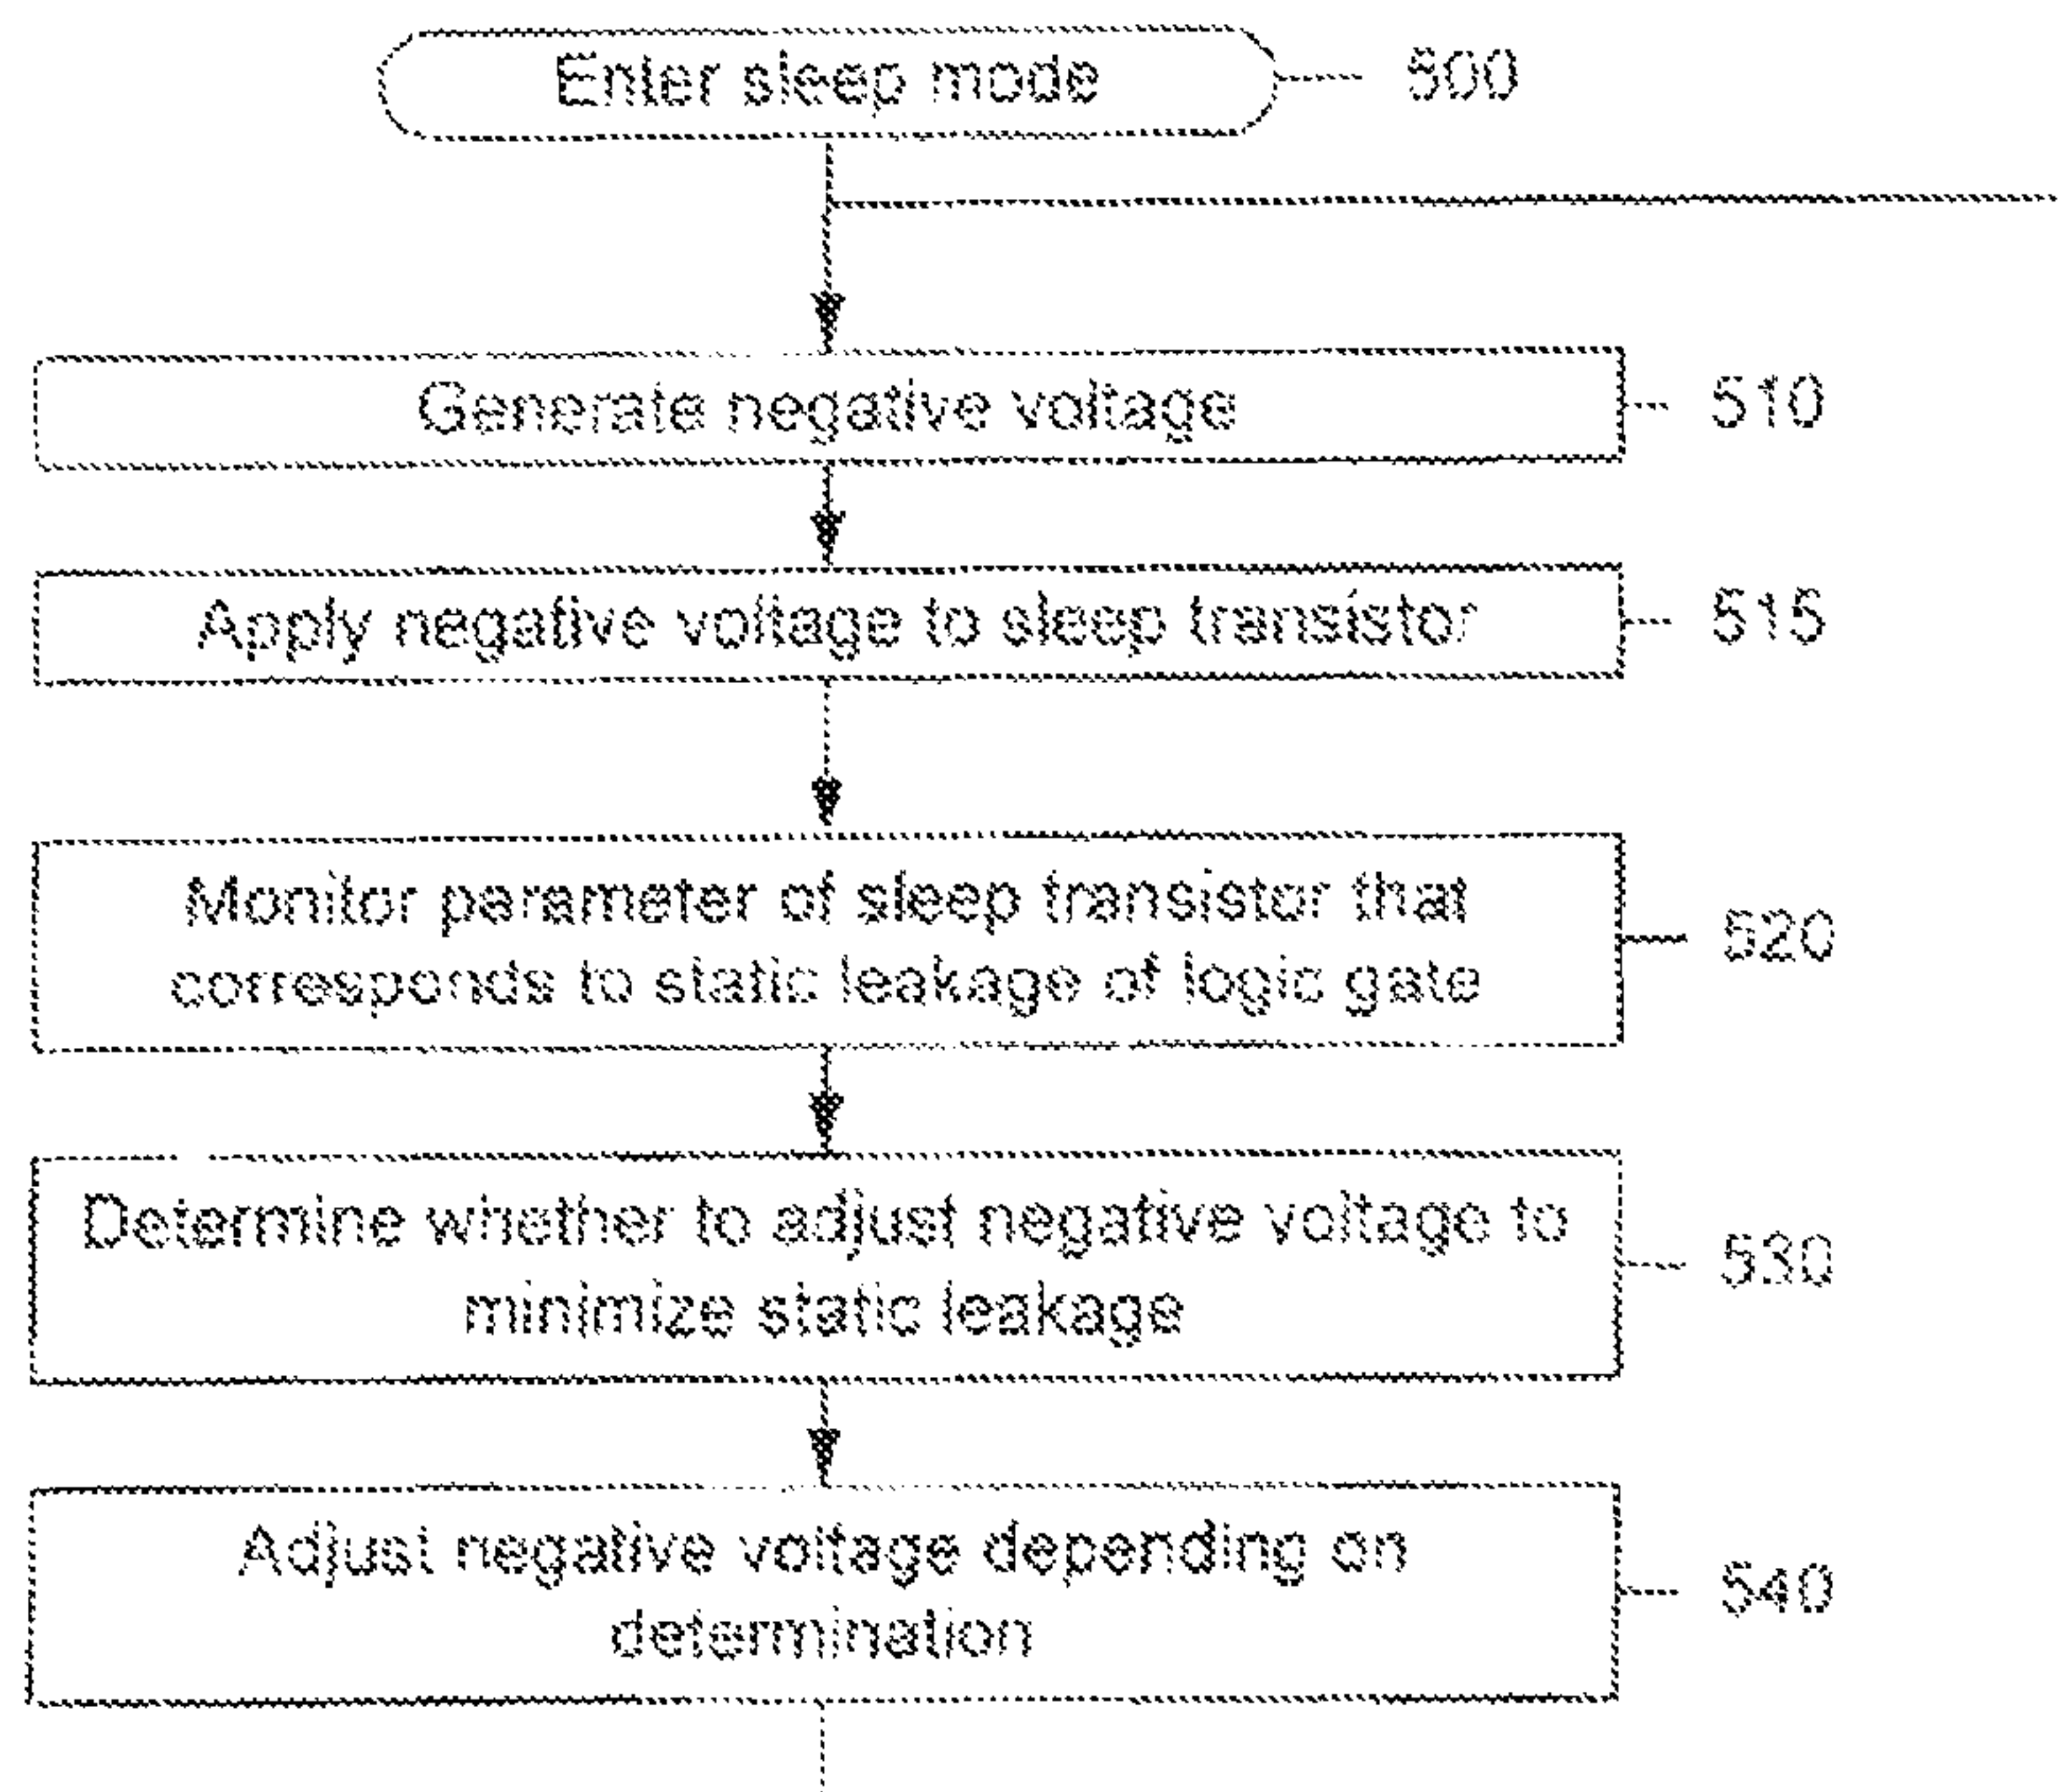 Enter sleep mode
500
Generate negative voltage
510
Apply negative voltage to sleep transistor
515
Monitor parameter of sleep transistor that
corresponds to static leakage of logic gate
520
Determine whether to adjust negative voltage to
minimize static leakage
530
Adjust negative voltage depending on
determination
540